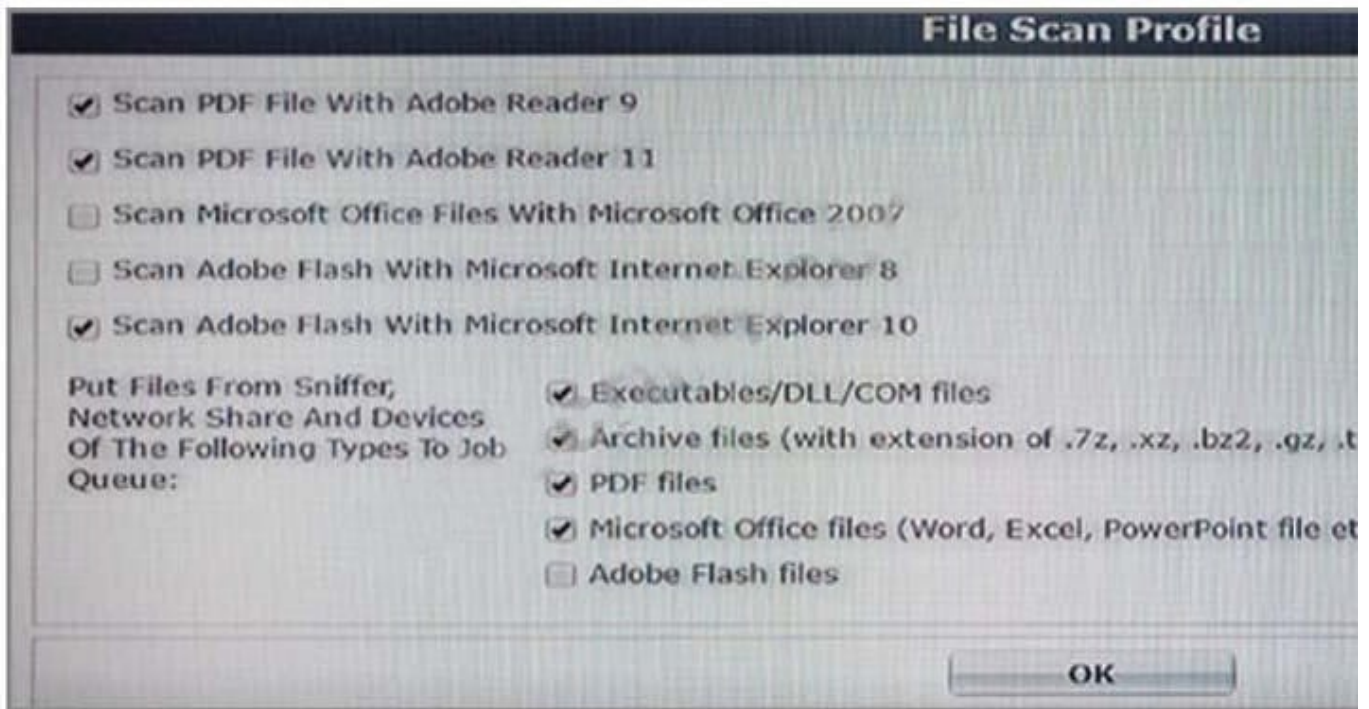 File Scan Profile
Scan PDF File With Adobe Reader 9
Scan PDF File With Adobe Reader 11
Scan Microsoft Office Files With Microsoft Office 2007
Scan Adobe Flash With Microsoft Internet Explorer 8
Scan Adobe Flash With Microsoft Internet Explorer 10
Put Files From Sniffer,
Network Share And Devices
Of The Following Types To Job
Queue:
Executables/DLL/COM files
Archive files (with extension of .7z, .xz, .bz2, .gz, .t
PDF files
Microsoft Office files (Word, Excel, PowerPoint file et
Adobe Flash files
OK